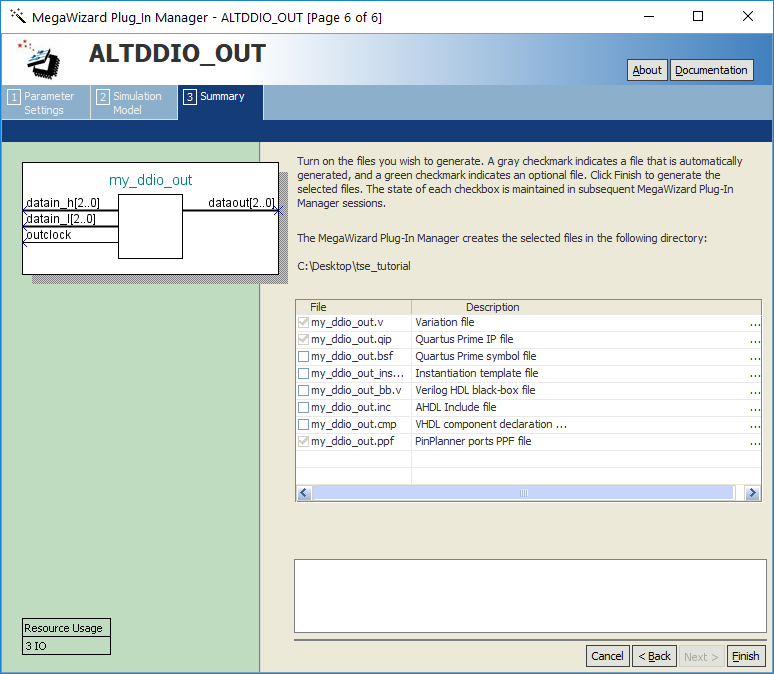 MegaWizard Plug_In Manager - ALTDDIO_OUT [Page 6 of 6]
ALTDDIO_OUT
About
Documentation
1 Parameter Settings
2 Simulation Model
3 Summary
my_ddio_out
datain_h[2..0]
dataout[2..0]
datain_l[2..0]
outclock
Turn on the files you wish to generate. A gray checkmark indicates a file that is automatically
generated, and a green checkmark indicates an optional file. Click Finish to generate the
selected files. The state of each checkbox is maintained in subsequent MegaWizard Plug-In
Manager sessions.
The MegaWizard Plug-In Manager creates the selected files in the following directory:
C:\Desktop\tse_tutorial
File Description
my_ddio_out.v Variation file ...
my_ddio_out.qip Quartus Prime IP file ...
my_ddio_out.bsf Quartus Prime symbol file ...
my_ddio_out_ins... Instantiation template file ...
my_ddio_out_bb.v Verilog HDL black-box file ...
my_ddio_out.inc AHDL Include file ...
my_ddio_out.cmp VHDL component declaration ... ...
my_ddio_out.ppf PinPlanner ports PPF file ...
Resource Usage
3 IO
Cancel
< Back
Next >
Finish